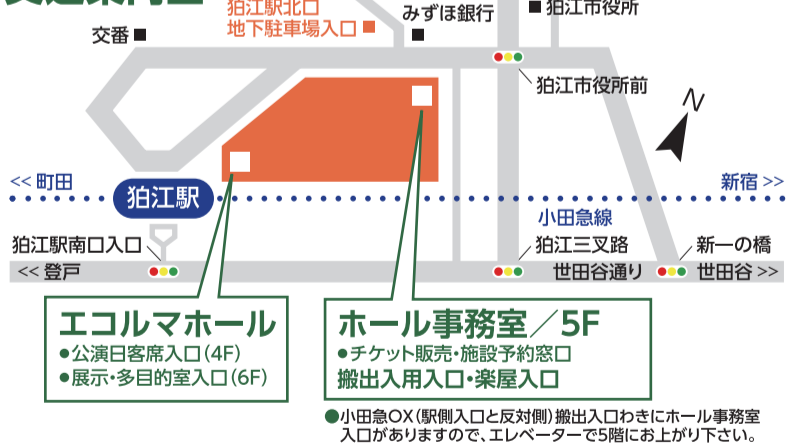 狛江駅北口
地下駐車場入口
みずほ銀行
狛江市役所
交番
狛江市役所前
N
<< 町田
狛江駅
新宿 >>
小田急線
狛江駅南口入口
狛江三叉路
新一の橋
<< 登戸
世田谷通り
世田谷 >>
エコルマホール
●公演日客席入口(4F)
●展示・多目的室入口(6F)
ホール事務室/5F
●チケット販売・施設予約窓口
搬出入用入口・楽屋入口
●小田急OX(駅側入口と反対側)搬出入口わきにホール事務室
入口がありますので、エレベーターで5階にお上がり下さい。